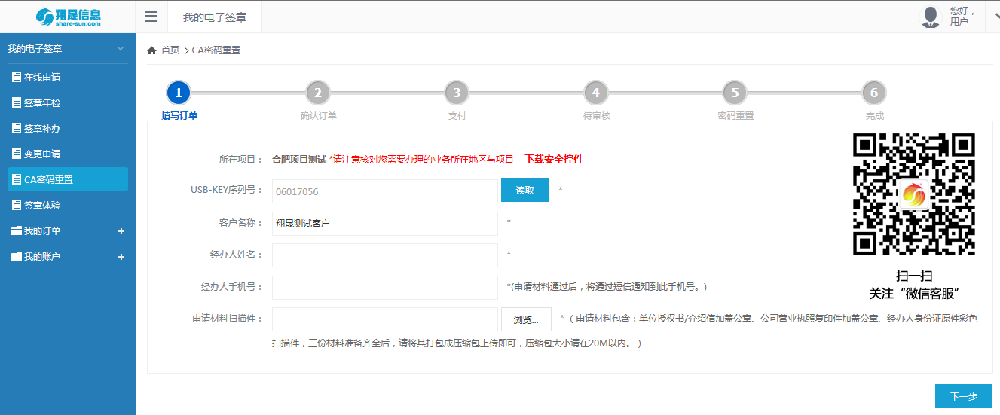 翔晟信息
share-sun.com
我的电子签章
您好，
用户
我的电子签章
在线申请
签章年检
签章补办
变更申请
CA密码重置
签章体验
我的订单 +
我的账户 +
首页 > CA密码重置
1 2 3 4 5 6
填写订单 确认订单 支付 待审核 密码重置 完成
所在项目： 合肥项目测试 *请注意核对您需要办理的业务所在地区与项目 下载安全控件
USB-KEY序列号： 06017056 读取 *
客户名称： 翔晟测试客户 *
经办人姓名： *
经办人手机号： *(申请材料通过后，将通过短信通知到此手机号。)
申请材料扫描件： 浏览... *（申请材料包含：单位授权书/介绍信加盖公章、公司营业执照复印件加盖公章、经办人身份证原件彩色
扫描件，三份材料准备齐全后，请将其打包成压缩包上传即可，压缩包大小请在20M以内。）
扫一扫
关注“微信客服”
下一步